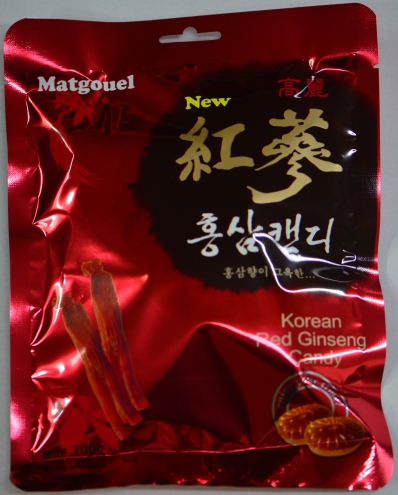 Matgouel
New
高麗
紅蔘
홍삼캔디
홍삼향이 그윽한...
Korean
Red Ginseng
Candy